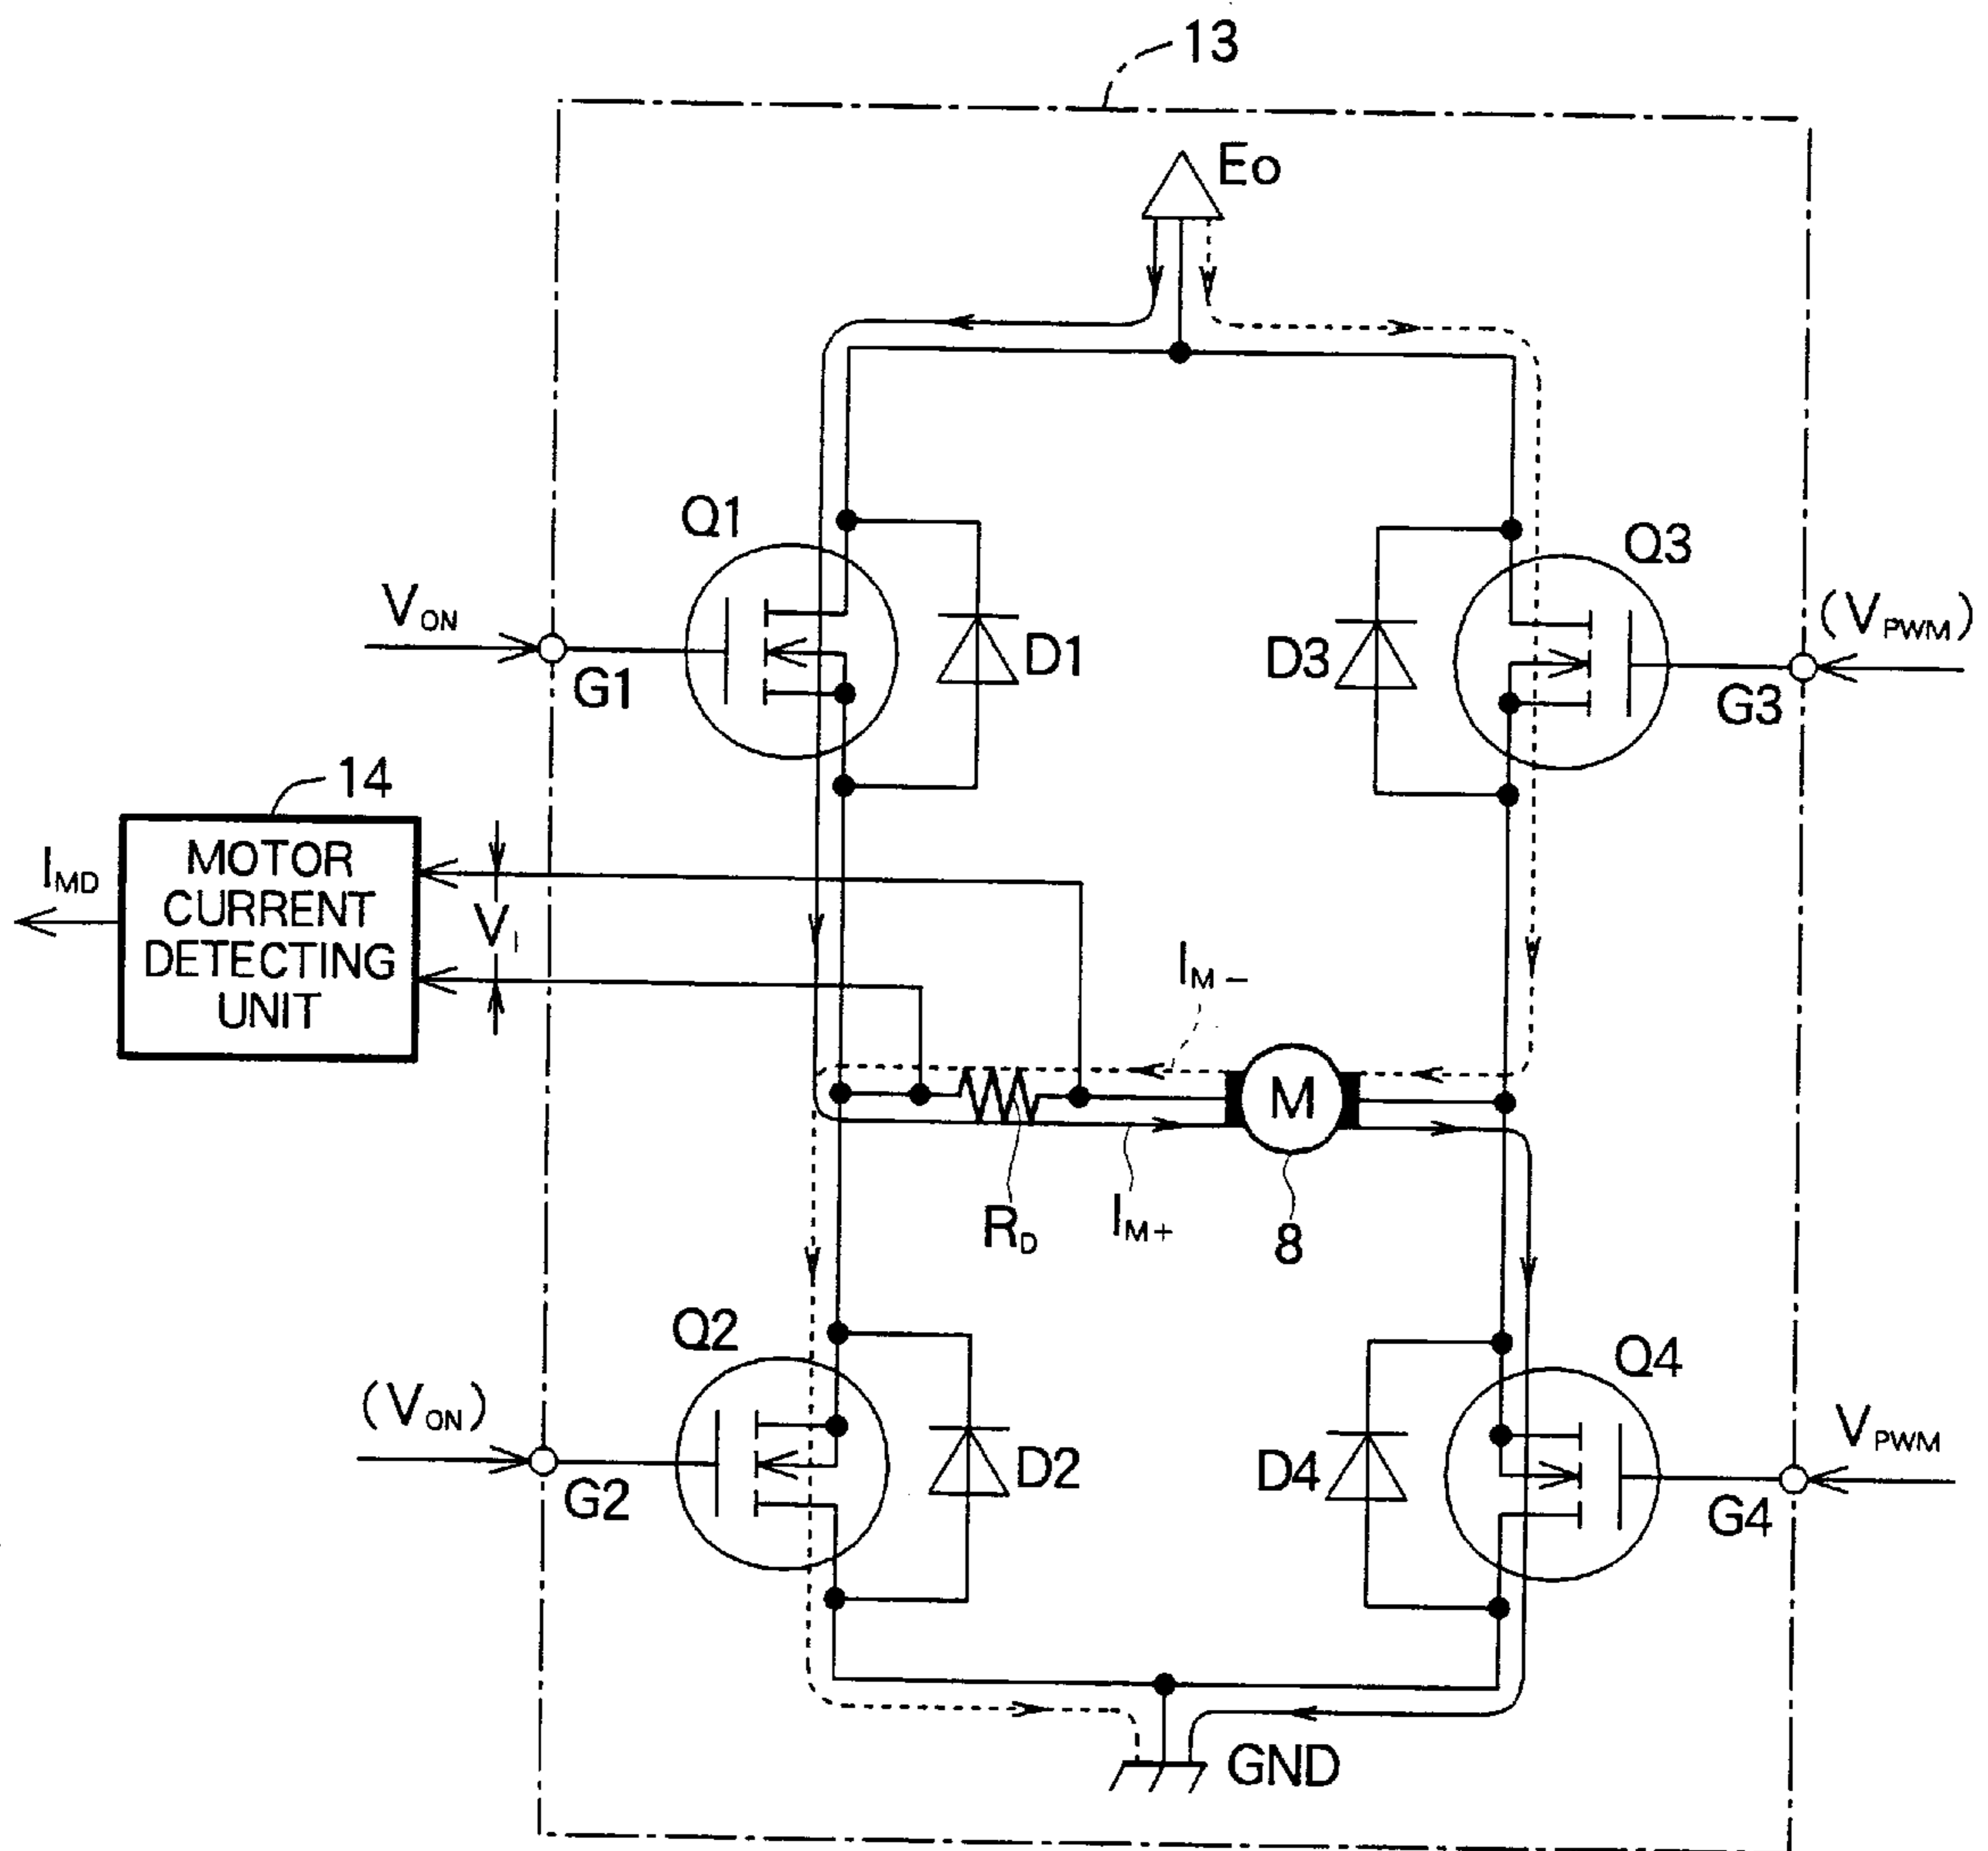 13
Eo
Q1
Q3
VON
(VPWM)
D1
D3
G1
G3
14
MOTOR
CURRENT
DETECTING
UNIT
IMD
VI
IM−
M
RD
IM+
8
Q2
Q4
(VON)
VPWM
D2
D4
G2
G4
GND